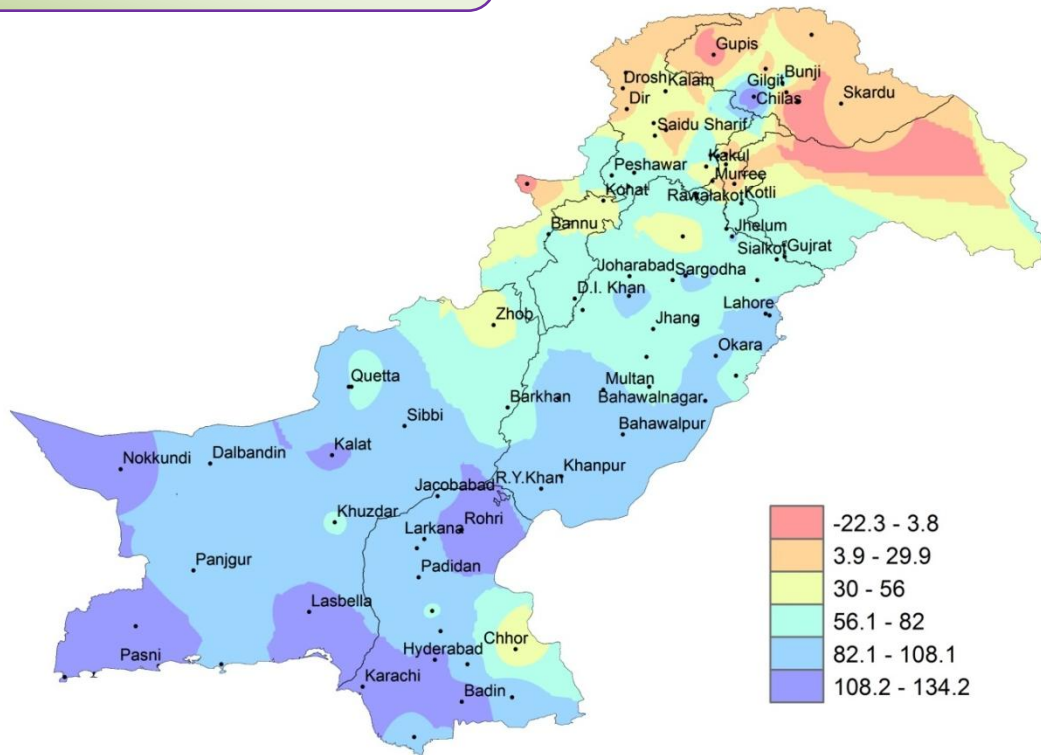 Gupis
Drosh
Kalam
Gilgit
Bunji
Dir
Chilas
Skardu
Saidu Sharif
Kakul
Peshawar
Murree
Kohat
Rawalakot
Kotli
Bannu
Jhelum
Sialkot
Gujrat
Joharabad
Sargodha
D.I. Khan
Lahore
Zhob
Jhang
Okara
Quetta
Multan
Barkhan
Bahawalnagar
Sibbi
Bahawalpur
Kalat
Nokkundi
Dalbandin
Khanpur
R.Y.Khan
Jacobabad
Khuzdar
Rohri
Larkana
Panjgur
Padidan
Lasbella
Chhor
Hyderabad
Pasni
Karachi
Badin
-22.3 - 3.8
3.9 - 29.9
30 - 56
56.1 - 82
82.1 - 108.1
108.2 - 134.2